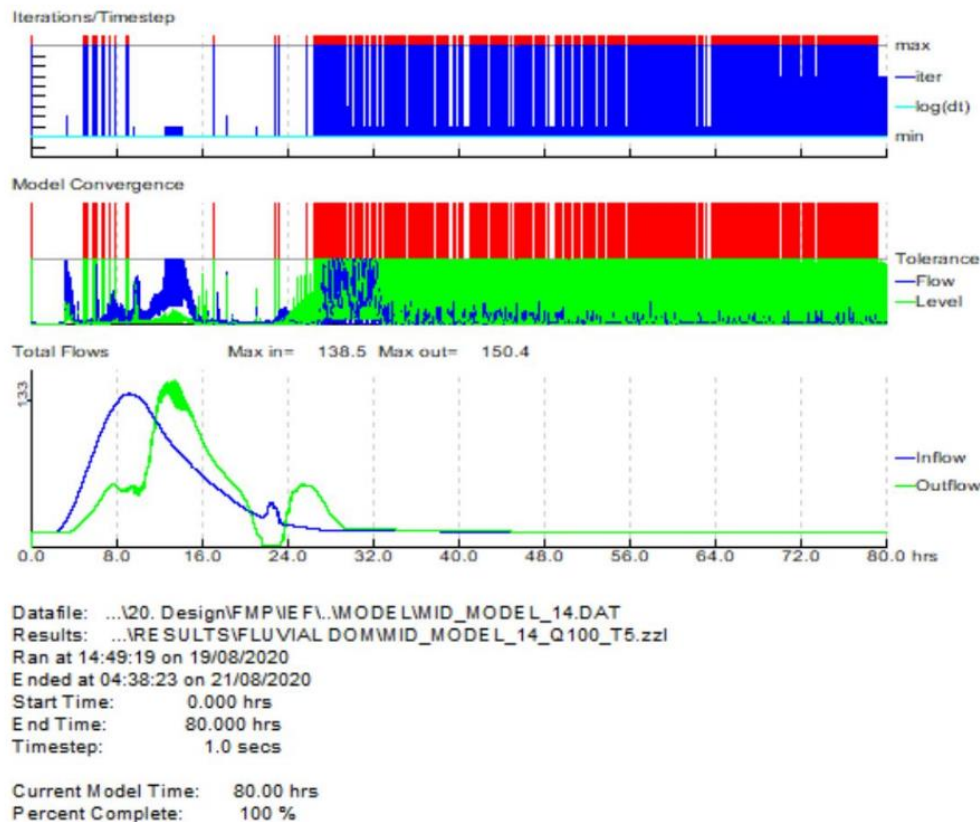 Iterations/Timestep
max
iter
log(dt)
min
Model Convergence
Tolerance
Flow
Level
Total Flows Max in= 138.5 Max out= 150.4
133
Inflow
Outflow
0.0 8.0 16.0 24.0 32.0 40.0 48.0 56.0 64.0 72.0 80.0 hrs
Datafile: ...\20. Design\FMP\IEF\..\MODEL\MID_MODEL_14.DAT
Results: ...\RESULTS\FLUVIAL DOM\MID_MODEL_14_Q100_T5.zzl
Ran at 14:49:19 on 19/08/2020
Ended at 04:38:23 on 21/08/2020
Start Time: 0.000 hrs
End Time: 80.000 hrs
Timestep: 1.0 secs
Current Model Time: 80.00 hrs
Percent Complete: 100 %